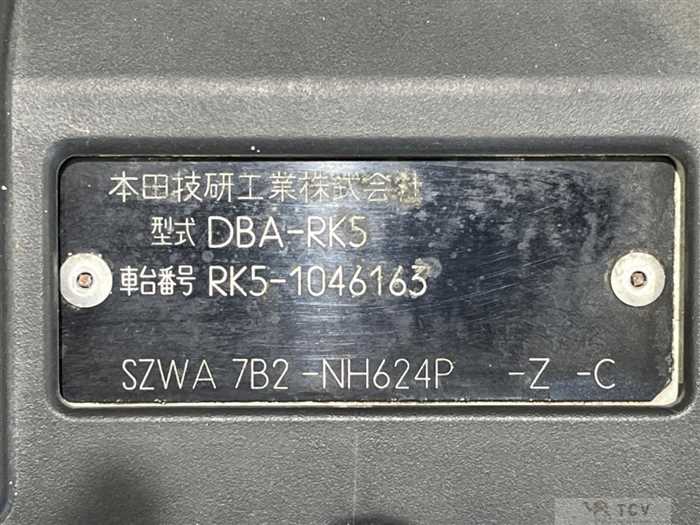 本田技研工業株式会社
型式 DBA-RK5
車台番号 RK5-1046163
SZWA 7B2 -NH624P -Z -C
TCV